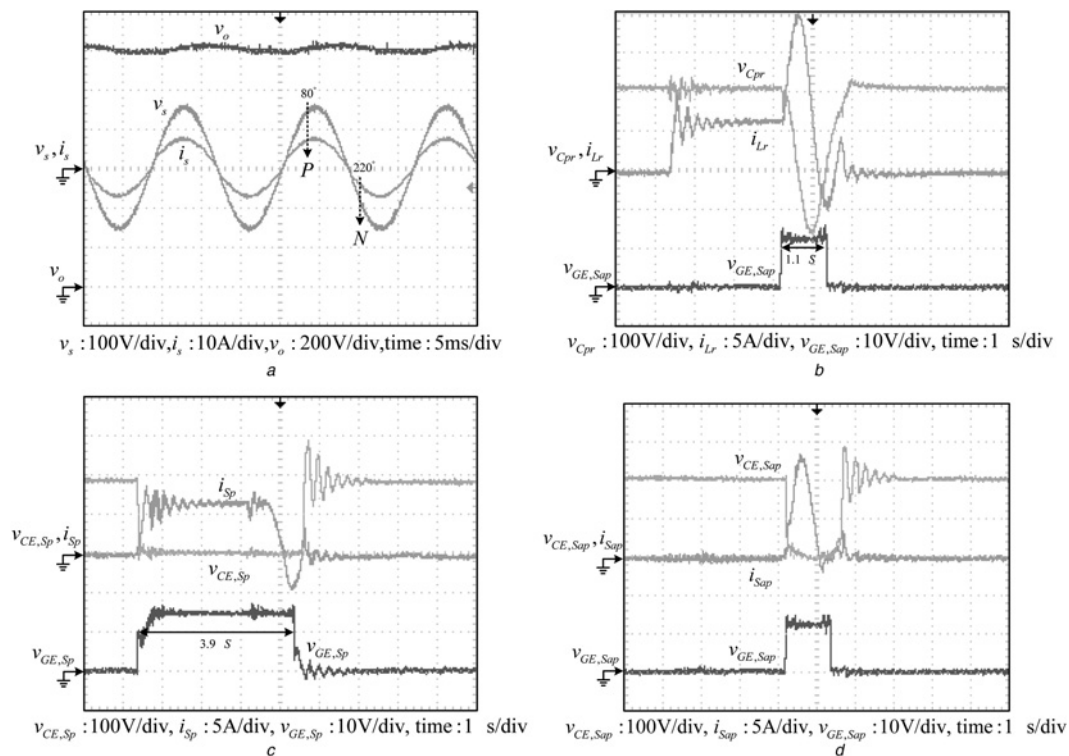 v_o
v_s
80°
i_s
v_s, i_s
P
220°
N
v_o
v_s :100V/div,i_s :10A/div,v_o :200V/div,time :5ms/div
a
v_Cpr
i_Lr
v_Cpr, i_Lr
v_GE,Sap
v_GE,Sap
1.1 S
v_Cpr :100V/div, i_Lr :5A/div, v_GE,Sap :10V/div, time :1 s/div
b
i_Sp
v_CE,Sp, i_Sp
v_CE,Sp
3.9 S
v_GE,Sp
v_GE,Sp
v_CE,Sp :100V/div, i_Sp :5A/div, v_GE,Sp :10V/div, time :1 s/div
c
v_CE,Sap
v_CE,Sap, i_Sap
i_Sap
v_GE,Sap
v_GE,Sap
v_CE,Sap :100V/div, i_Sap :5A/div, v_GE,Sap :10V/div, time :1 s/div
d